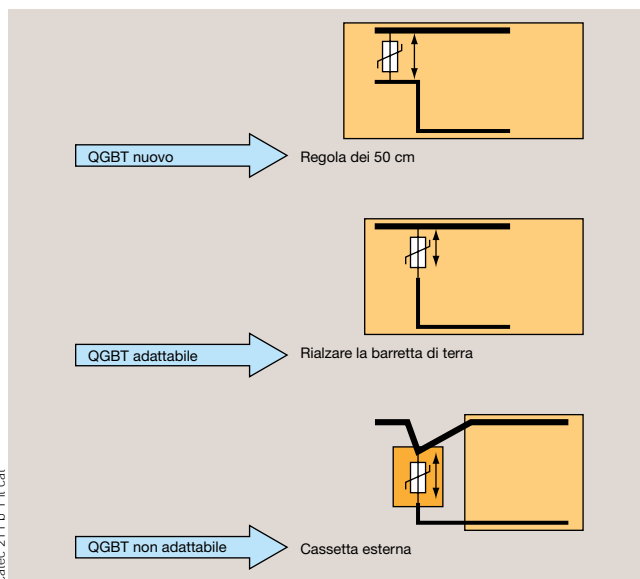 QGBT nuovo
Regola dei 50 cm
QGBT adattabile
Rialzare la barretta di terra
QGBT non adattabile
Cassetta esterna